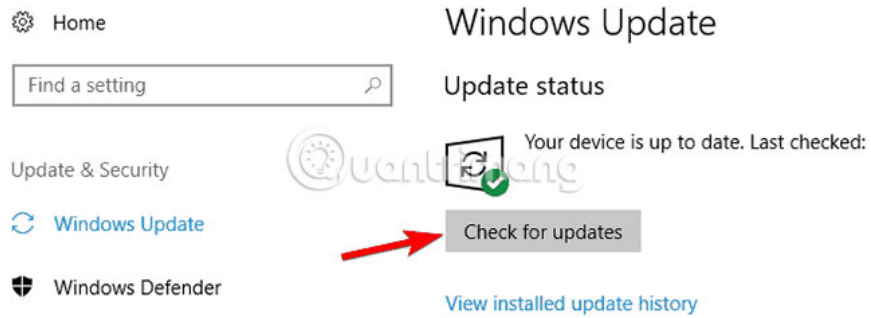 Home
Find a setting
Update & Security
Windows Update
Windows Defender
Windows Update
Update status
Your device is up to date. Last checked:
Quantrimang
Check for updates
View installed update history